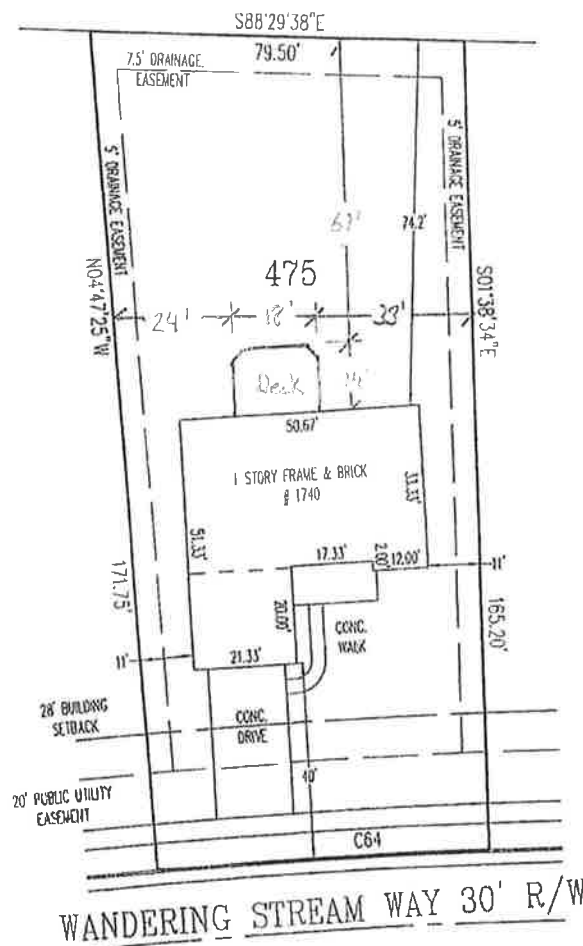 S88°29'38"E
79.50'
7.5' DRAINAGE
EASEMENT
5' DRAINAGE EASEMENT
5' DRAINAGE EASEMENT
74.2'
475
N04°47'25"W
S01°38'34"E
24'
18'
33'
Deck
14'
50.67'
1 STORY FRAME & BRICK
# 1740
51.33'
33.33'
17.33'
2.00'
12.00'
11'
20.00'
171.75'
165.20'
CONC.
WALK
11'
21.33'
28' BUILDING
SETBACK
CONC.
DRIVE
20' PUBLIC UTILITY
EASEMENT
40'
C64
WANDERING STREAM WAY 30' R/W